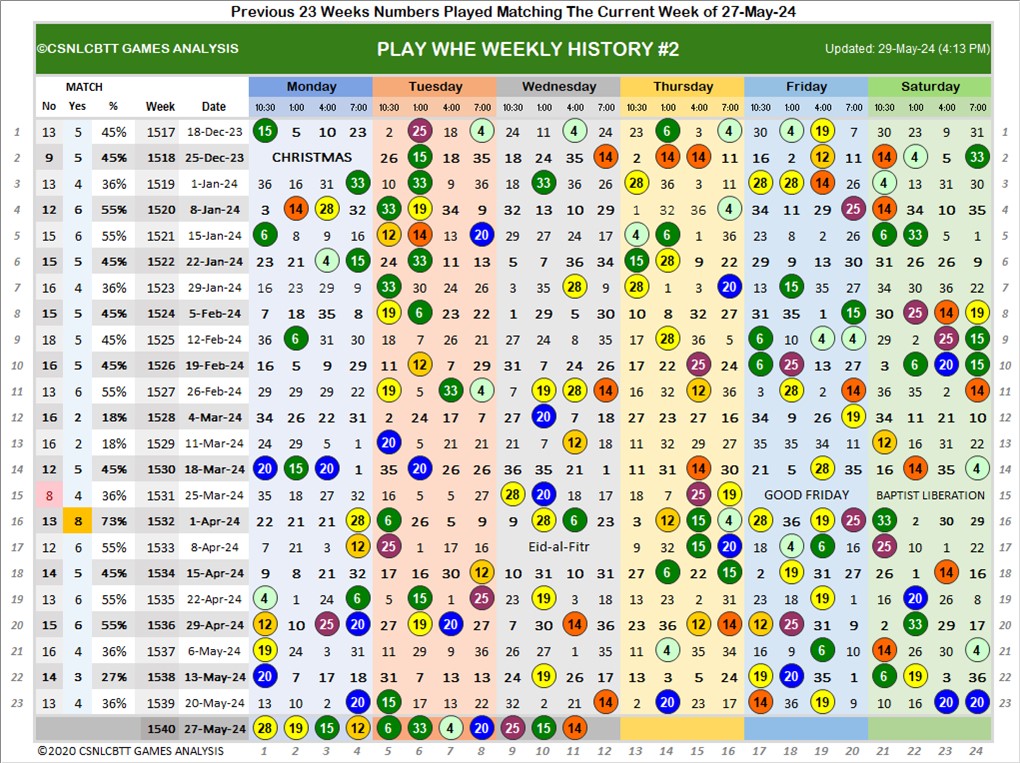 Previous 23 Weeks Numbers Played Matching The Current Week of 27-May-24
©CSNLCBTT GAMES ANALYSIS PLAY WHE WEEKLY HISTORY #2 Updated: 29-May-24 (4:13 PM)
MATCH Monday Tuesday Wednesday Thursday Friday Saturday
No Yes % Week Date 10:30 1:00 4:00 7:00 10:30 1:00 4:00 7:00 10:30 1:00 4:00 7:00 10:30 1:00 4:00 7:00 10:30 1:00 4:00 7:00 10:30 1:00 4:00 7:00
1 13 5 45% 1517 18-Dec-23 15 5 10 23 2 25 18 4 24 11 4 24 23 6 3 4 30 4 19 7 30 23 9 31 1
2 9 5 45% 1518 25-Dec-23 CHRISTMAS 26 15 18 35 18 24 35 14 2 14 14 11 16 2 12 11 14 4 5 33 2
3 13 4 36% 1519 1-Jan-24 36 16 31 33 10 33 9 36 18 33 36 26 28 36 3 11 28 28 14 26 4 13 31 30 3
4 12 6 55% 1520 8-Jan-24 3 14 28 32 33 19 34 9 32 13 10 29 1 32 36 4 34 11 29 25 14 34 10 35 4
5 15 6 55% 1521 15-Jan-24 6 8 9 16 12 14 13 20 29 27 24 17 4 6 1 36 23 8 2 26 6 33 5 1 5
6 15 5 45% 1522 22-Jan-24 23 21 4 15 24 33 11 13 5 7 36 34 15 28 9 22 29 9 13 30 31 26 26 9 6
7 16 4 36% 1523 29-Jan-24 16 23 29 9 33 30 24 26 3 35 28 9 28 1 3 20 13 15 35 27 34 30 36 22 7
8 15 5 45% 1524 5-Feb-24 7 18 35 8 19 6 23 22 1 29 5 30 10 8 32 27 31 35 1 15 30 25 14 19 8
9 18 5 45% 1525 12-Feb-24 36 6 31 30 18 7 26 21 27 24 8 35 17 28 36 5 6 10 4 4 29 2 25 15 9
10 16 5 45% 1526 19-Feb-24 16 5 9 29 11 12 7 29 31 7 24 26 17 22 25 24 6 25 13 27 3 6 20 15 10
11 13 6 55% 1527 26-Feb-24 29 29 29 22 19 5 33 4 10 19 28 14 16 32 12 36 3 28 2 14 36 35 2 14 11
12 16 2 18% 1528 4-Mar-24 34 26 22 31 2 24 17 7 27 20 7 18 27 23 27 16 34 9 26 19 34 11 21 10 12
13 16 2 18% 1529 11-Mar-24 24 29 5 1 20 5 21 21 21 7 12 18 11 32 29 27 35 35 34 11 12 16 31 22 13
14 12 5 45% 1530 18-Mar-24 20 15 20 1 35 20 26 26 36 35 21 1 11 31 14 30 21 5 28 35 16 14 35 4 14
15 8 4 36% 1531 25-Mar-24 35 18 27 32 16 5 5 27 28 20 18 17 18 7 25 19 GOOD FRIDAY BAPTIST LIBERATION 15
16 13 8 73% 1532 1-Apr-24 22 21 21 28 6 26 5 9 9 28 6 23 3 12 15 4 28 36 19 25 33 2 30 29 16
17 12 6 55% 1533 8-Apr-24 7 21 3 12 25 1 17 16 Eid-al-Fitr 9 32 15 20 18 4 6 16 25 10 1 22 17
18 14 5 45% 1534 15-Apr-24 9 8 21 32 17 16 30 12 10 31 10 31 27 6 22 15 2 19 31 27 26 1 14 16 18
19 13 6 55% 1535 22-Apr-24 4 1 24 6 5 15 1 25 23 19 3 18 13 23 9 31 23 18 19 1 16 20 26 8 19
20 15 6 55% 1536 29-Apr-24 12 10 25 20 27 19 20 27 7 30 14 36 23 36 12 14 12 25 31 9 2 33 29 17 20
21 16 4 36% 1537 6-May-24 19 24 3 31 11 29 9 36 26 27 1 35 11 4 35 34 16 9 6 10 14 26 30 4 21
22 14 3 27% 1538 13-May-24 20 7 17 18 31 7 13 13 24 19 26 17 13 3 5 24 19 20 35 1 6 19 3 36 22
23 13 4 36% 1539 20-May-24 13 10 2 20 15 17 13 22 32 2 21 14 2 20 23 17 14 36 19 9 10 16 20 20 23
1540 27-May-24 28 19 15 12 6 33 4 20 25 15 14
©2020 CSNLCBTT GAMES ANALYSIS 1 2 3 4 5 6 7 8 9 10 11 12 13 14 15 16 17 18 19 20 21 22 23 24